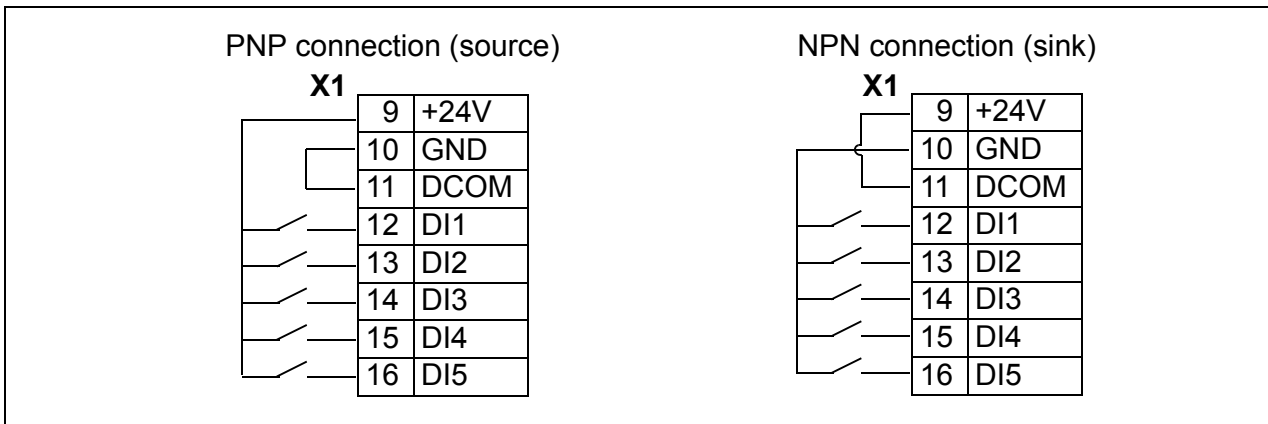 PNP connection (source)
X1
9 +24V
10 GND
11 DCOM
12 DI1
13 DI2
14 DI3
15 DI4
16 DI5
NPN connection (sink)
X1
9 +24V
10 GND
11 DCOM
12 DI1
13 DI2
14 DI3
15 DI4
16 DI5